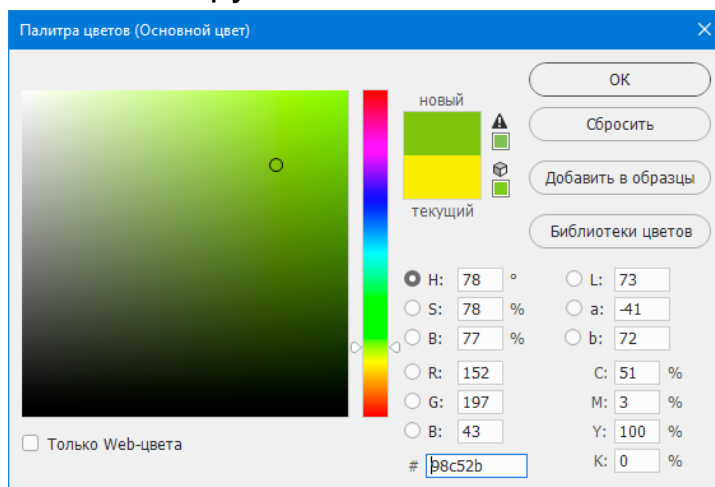 Палитра цветов (Основной цвет)
новый
текущий
ОК
Сбросить
Добавить в образцы
Библиотеки цветов
H: 78 °
L: 73
S: 78 %
a: -41
B: 77 %
b: 72
R: 152
C: 51 %
G: 197
M: 3 %
B: 43
Y: 100 %
# 98c52b
K: 0 %
Только Web-цвета